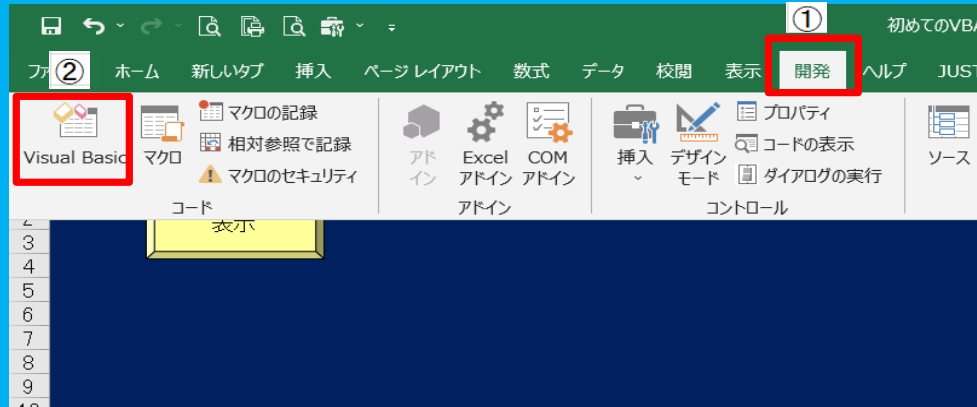 ①
初めてのVBA
ファ ② ホーム 新しいタブ 挿入 ページ レイアウト 数式 データ 校閲 表示 開発 ヘルプ JUST
Visual Basic
マクロ
マクロの記録
相対参照で記録
マクロのセキュリティ
コード
アド
イン
Excel
アドイン
COM
アドイン
アドイン
挿入
デザイン
モード
プロパティ
コードの表示
ダイアログの実行
コントロール
ソース
表示
2
3
4
5
6
7
8
9
10